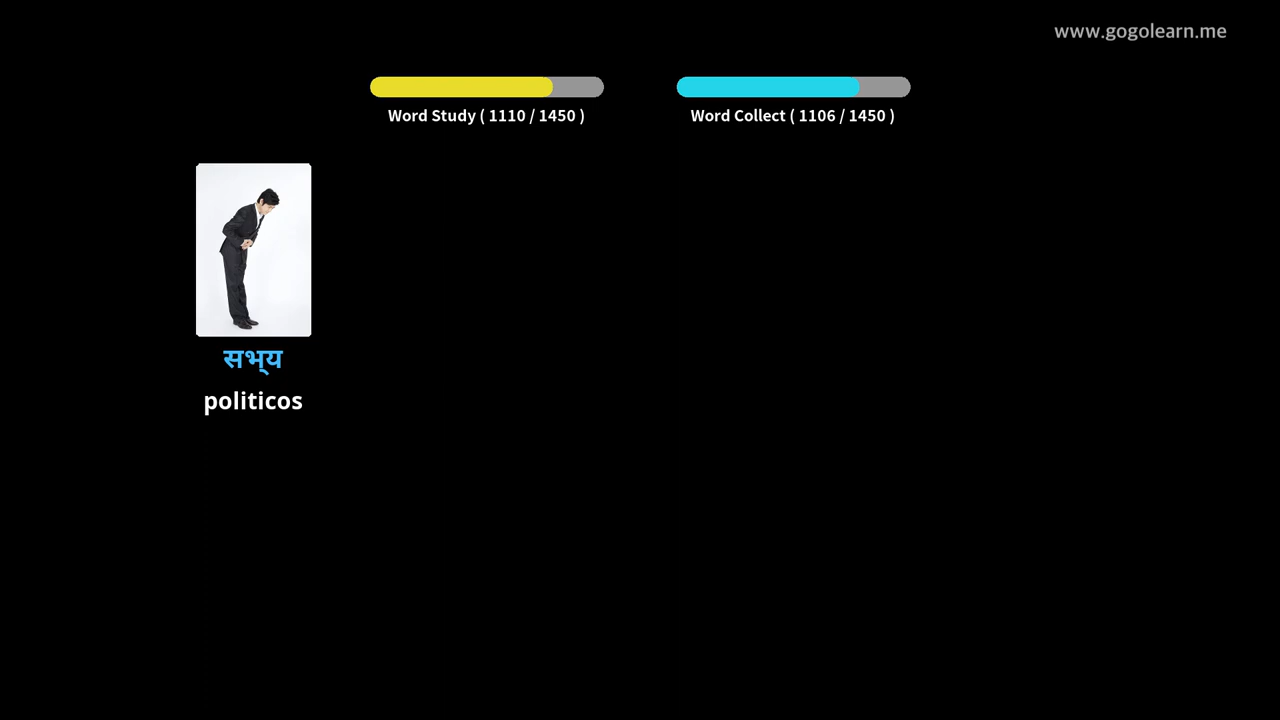 www.gogolearn.me
Word Study ( 1110 / 1450 )
Word Collect ( 1106 / 1450 )
सभ्य
politicos